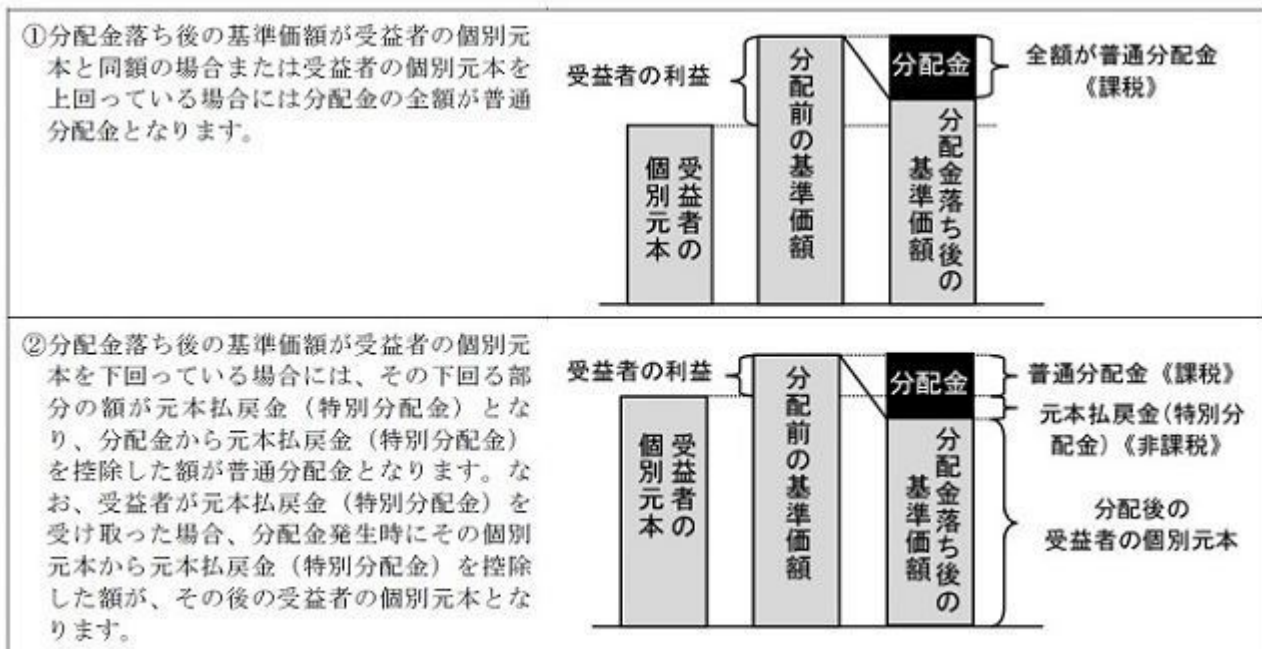 ①分配金落ち後の基準価額が受益者の個別元
本と同額の場合または受益者の個別元本を
上回っている場合には分配金の全額が普通
分配金となります。
受益者の利益
受益者の
個別元本
分配前の基準価額
分配金
分配金落ち後の
基準価額
全額が普通分配金
《課税》
②分配金落ち後の基準価額が受益者の個別元
本を下回っている場合には、その下回る部
分の額が元本払戻金（特別分配金）とな
り、分配金から元本払戻金（特別分配金）
を控除した額が普通分配金となります。な
お、受益者が元本払戻金（特別分配金）を
受け取った場合、分配金発生時にその個別
元本から元本払戻金（特別分配金）を控除
した額が、その後の受益者の個別元本とな
ります。
受益者の利益
受益者の
個別元本
分配前の基準価額
分配金
分配金落ち後の
基準価額
普通分配金《課税》
元本払戻金(特別分
配金)《非課税》
分配後の
受益者の個別元本